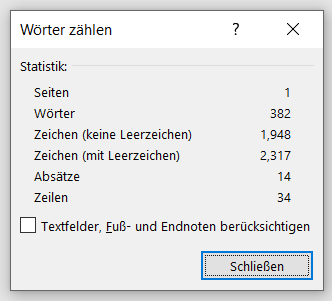 Wörter zählen ?
Statistik:
Seiten 1
Wörter 382
Zeichen (keine Leerzeichen) 1,948
Zeichen (mit Leerzeichen) 2,317
Absätze 14
Zeilen 34
Textfelder, Fuß- und Endnoten berücksichtigen
Schließen